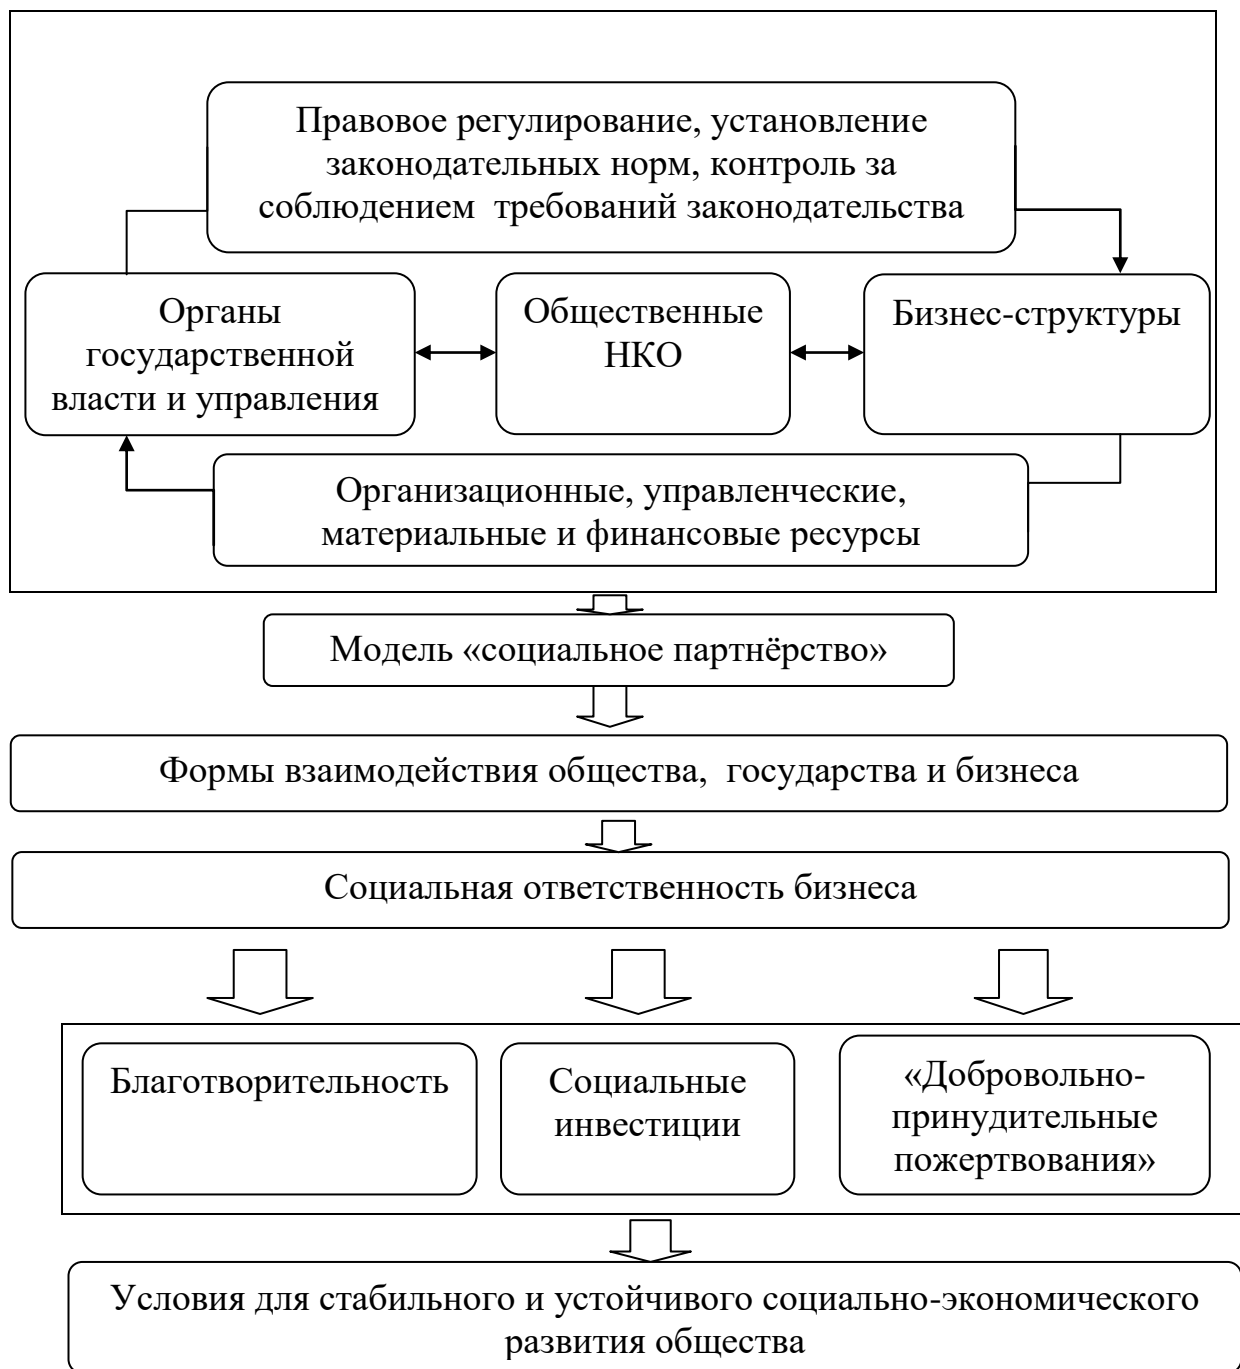 Правовое регулирование, установление
законодательных норм, контроль за
соблюдением  требований законодательства
Органы
государственной
власти и управления
Общественные
НКО
Бизнес-структуры
Организационные, управленческие,
материальные и финансовые ресурсы
Модель «социальное партнёрство»
Формы взаимодействия общества,  государства и бизнеса
Социальная ответственность бизнеса
Благотворительность
Социальные
инвестиции
«Добровольно-
принудительные
пожертвования»
Условия для стабильного и устойчивого социально-экономического
развития общества